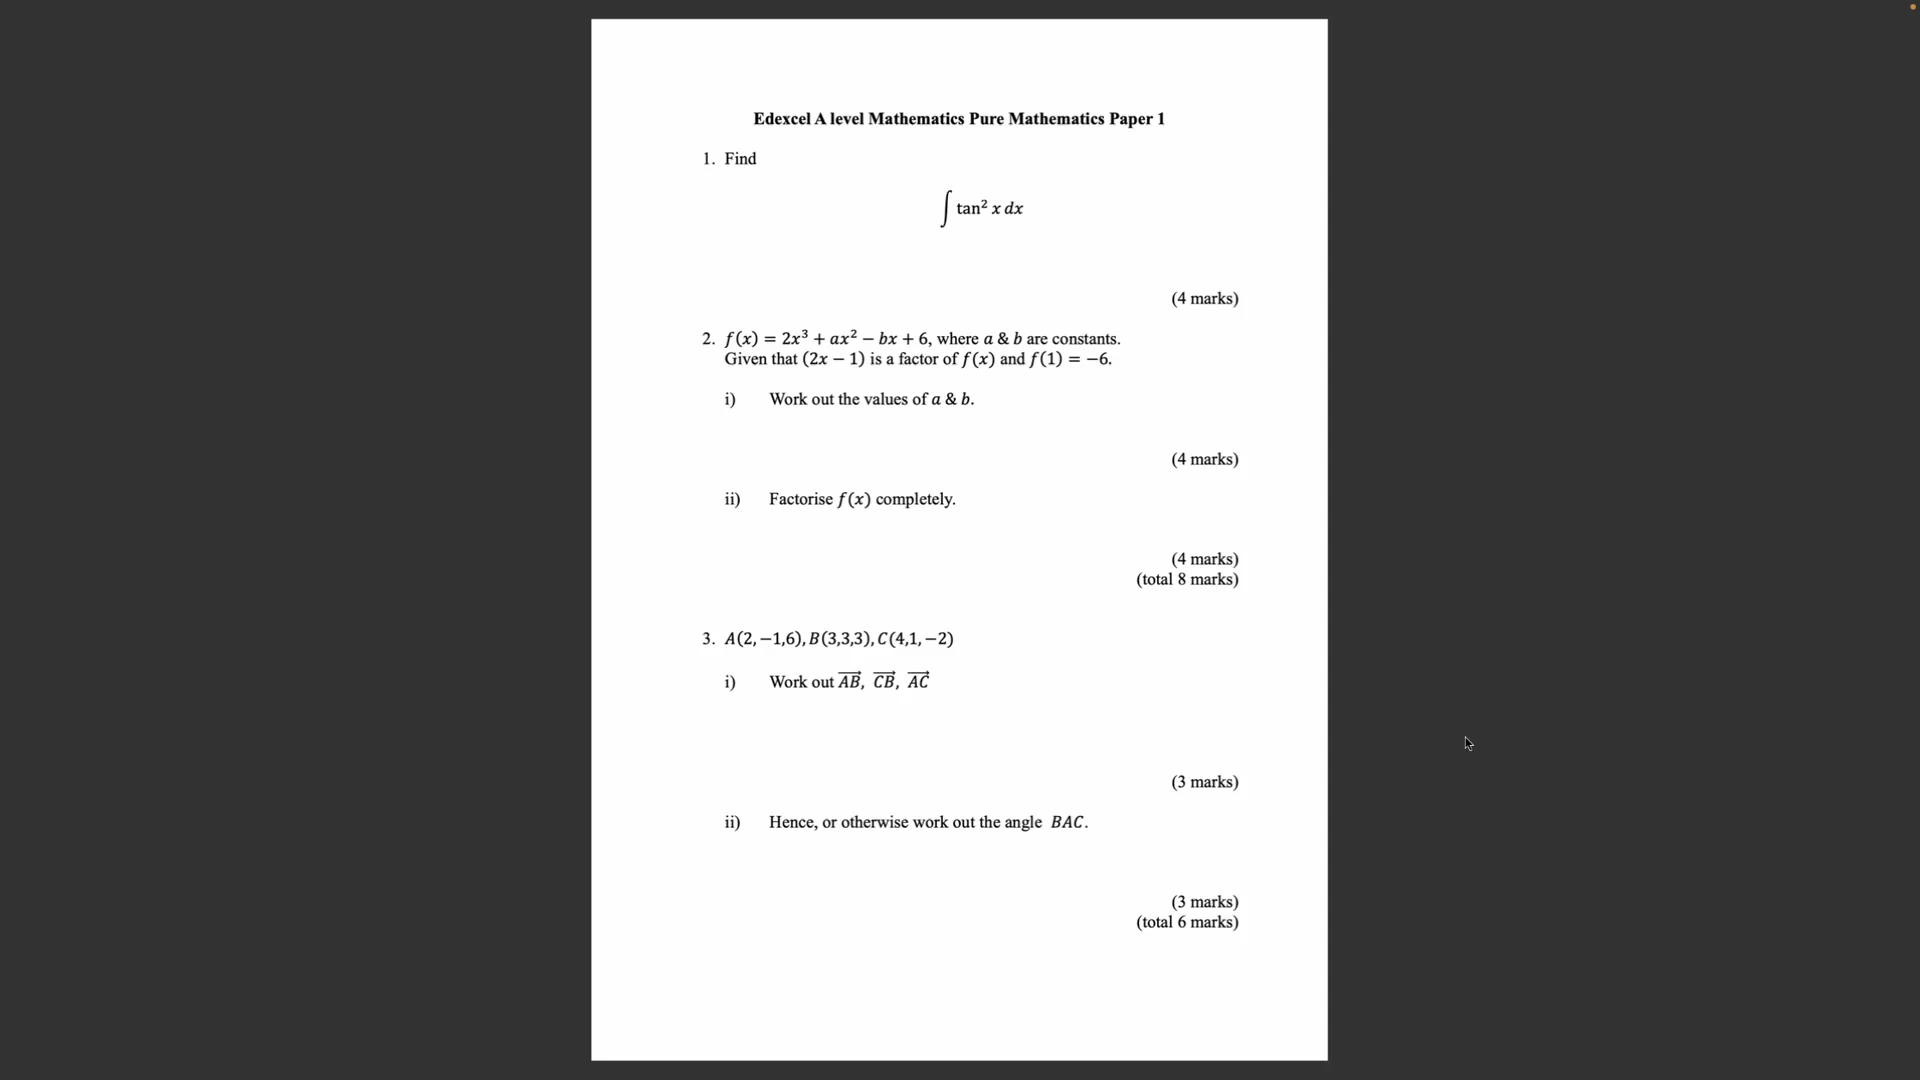 Edexcel A level Mathematics Pure Mathematics Paper 1
1. Find
∫ tan² x dx
(4 marks)
2. f(x) = 2x³ + ax² − bx + 6, where a & b are constants.
Given that (2x − 1) is a factor of f(x) and f(1) = −6.
i) Work out the values of a & b.
(4 marks)
ii) Factorise f(x) completely.
(4 marks)
(total 8 marks)
3. A(2, −1,6), B(3,3,3), C(4,1, −2)
i) Work out A⃗B⃗, C⃗B⃗, A⃗C⃗
(3 marks)
ii) Hence, or otherwise work out the angle BAC.
(3 marks)
(total 6 marks)